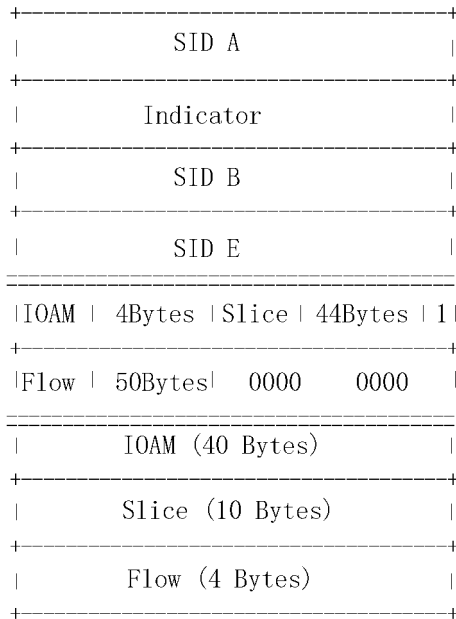 SID A
Indicator
SID B
SID E
IOAM | 4Bytes | Slice | 44Bytes | 1
Flow | 50Bytes | 0000 0000
IOAM (40 Bytes)
Slice (10 Bytes)
Flow (4 Bytes)